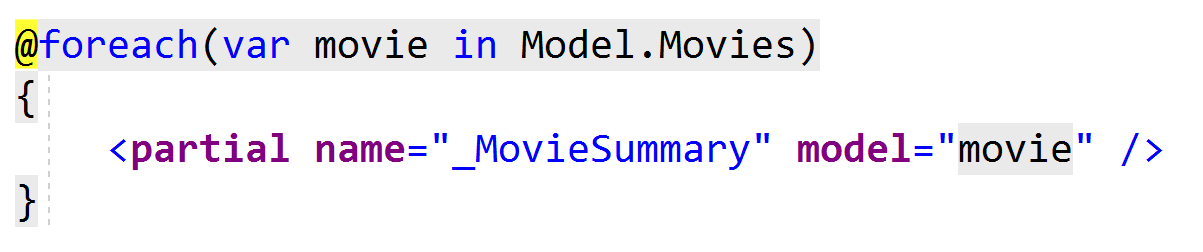 @foreach(var movie in Model.Movies)
{
    <partial name="_MovieSummary" model="movie" />
}